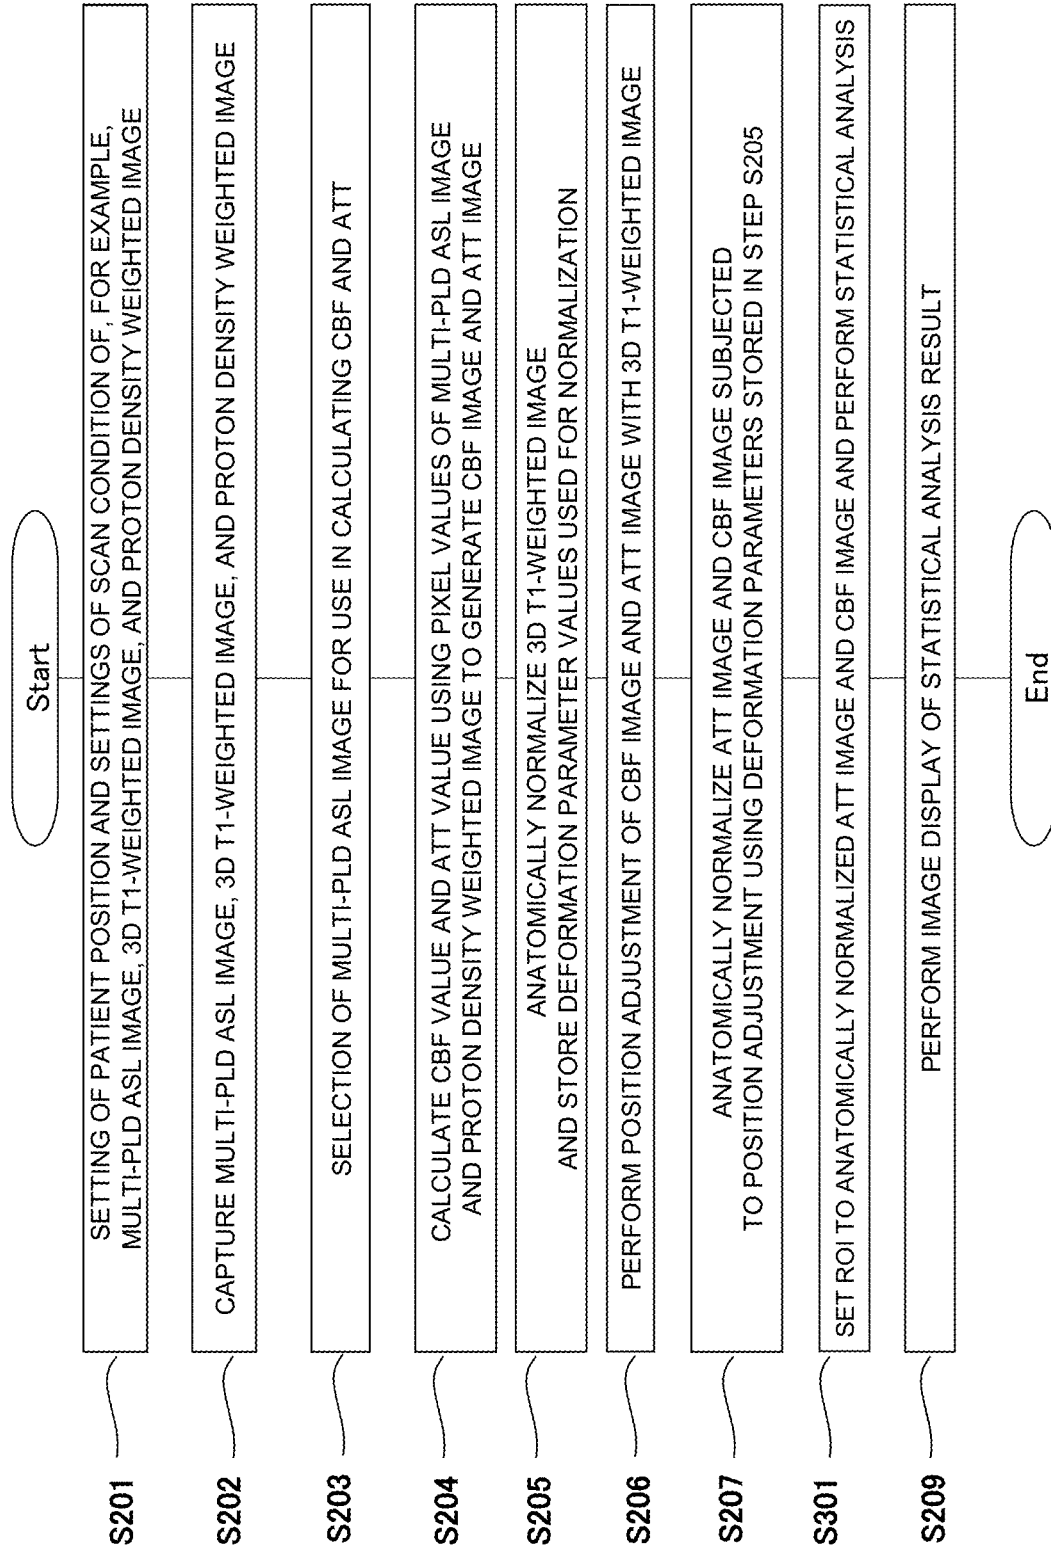 Start
S201
SETTING OF PATIENT POSITION AND SETTINGS OF SCAN CONDITION OF, FOR EXAMPLE,
MULTI-PLD ASL IMAGE, 3D T1-WEIGHTED IMAGE, AND PROTON DENSITY WEIGHTED IMAGE
S202
CAPTURE MULTI-PLD ASL IMAGE, 3D T1-WEIGHTED IMAGE, AND PROTON DENSITY WEIGHTED IMAGE
S203
SELECTION OF MULTI-PLD ASL IMAGE FOR USE IN CALCULATING CBF AND ATT
S204
CALCULATE CBF VALUE AND ATT VALUE USING PIXEL VALUES OF MULTI-PLD ASL IMAGE
AND PROTON DENSITY WEIGHTED IMAGE TO GENERATE CBF IMAGE AND ATT IMAGE
S205
ANATOMICALLY NORMALIZE 3D T1-WEIGHTED IMAGE
AND STORE DEFORMATION PARAMETER VALUES USED FOR NORMALIZATION
S206
PERFORM POSITION ADJUSTMENT OF CBF IMAGE AND ATT IMAGE WITH 3D T1-WEIGHTED IMAGE
S207
ANATOMICALLY NORMALIZE ATT IMAGE AND CBF IMAGE SUBJECTED
TO POSITION ADJUSTMENT USING DEFORMATION PARAMETERS STORED IN STEP S205
S301
SET ROI TO ANATOMICALLY NORMALIZED ATT IMAGE AND CBF IMAGE AND PERFORM STATISTICAL ANALYSIS
S209
PERFORM IMAGE DISPLAY OF STATISTICAL ANALYSIS RESULT
End